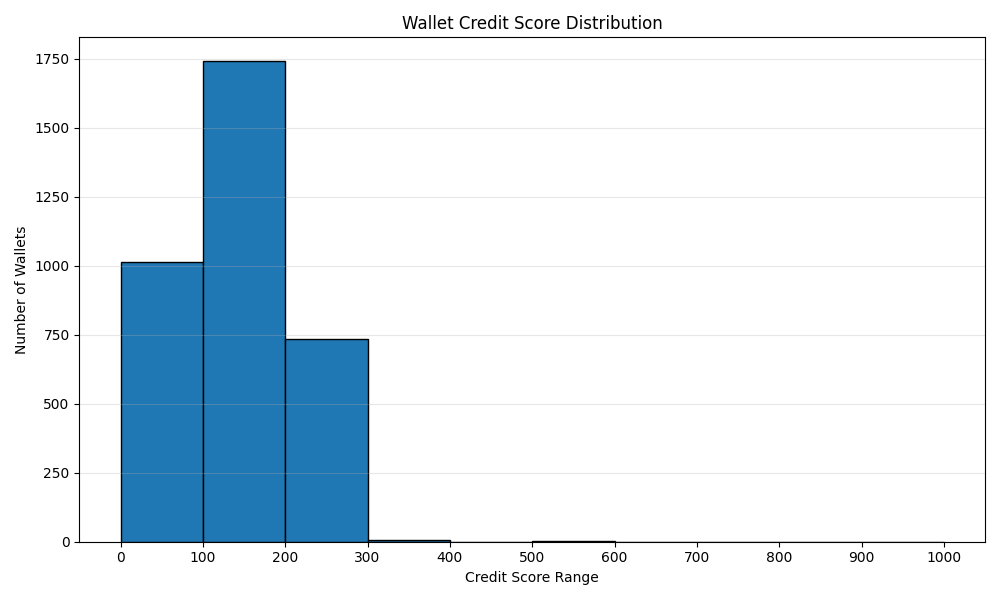 Wallet Credit Score Distribution
Number of Wallets
1750
1500
1250
1000
750
500
250
0
0 100 200 300 400 500 600 700 800 900 1000
Credit Score Range